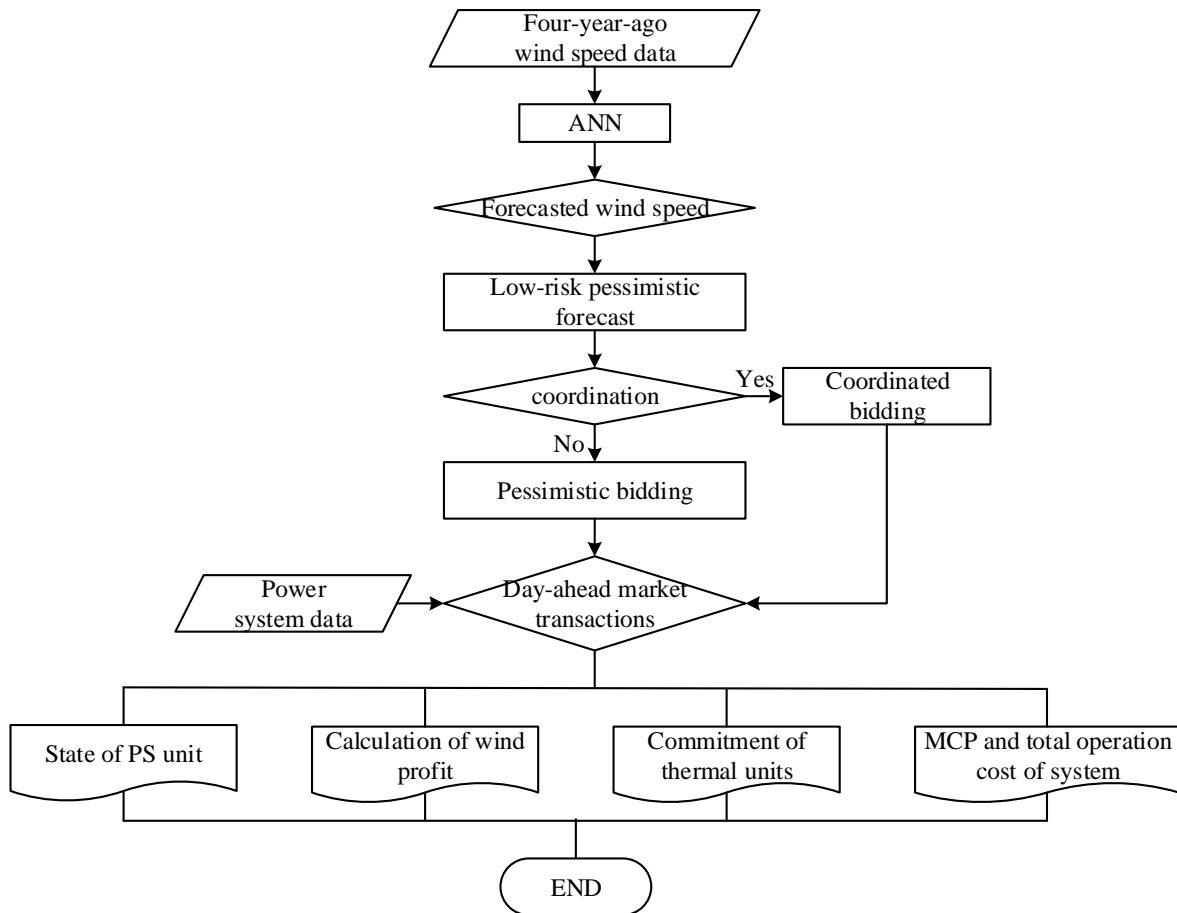 Four-year-ago
wind speed data
ANN
Forecasted wind speed
Low-risk pessimistic
forecast
coordination
Yes
Coordinated
bidding
No
Pessimistic bidding
Power
system data
Day-ahead market
transactions
State of PS unit
Calculation of wind
profit
Commitment of
thermal units
MCP and total operation
cost of system
END